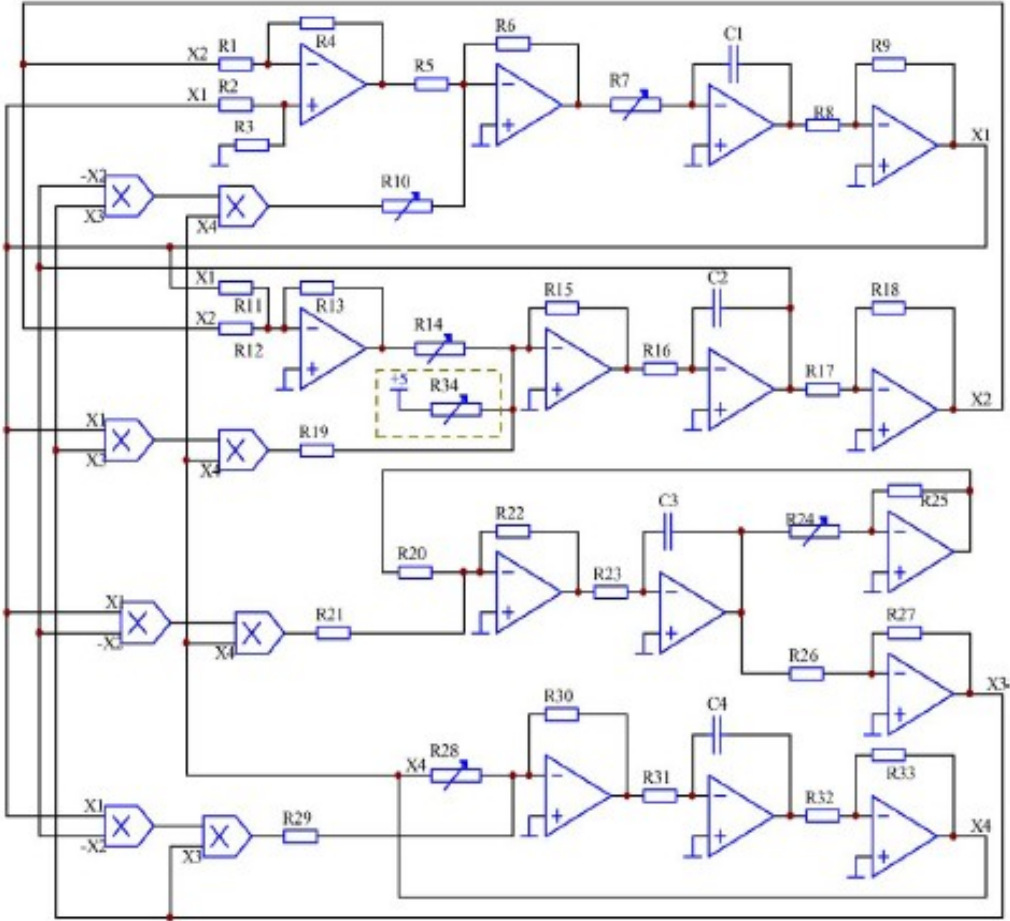 R6
R4
C1
R9
X2 R1
R5
R7
X1 R2
R8
R3
X1
-X2
R10
X3
X4
X1
R11
R13
C2
R15
R18
X2
R12
R14
R16
R17
+5
R34
X2
X1
R19
X3
X4
C3
R25
R22
R24
R20
R23
X1
R21
R27
-X2
X4
R26
X3
R30
C4
X4 R28
R31
R33
R32
X1
R29
X4
-X2
X3